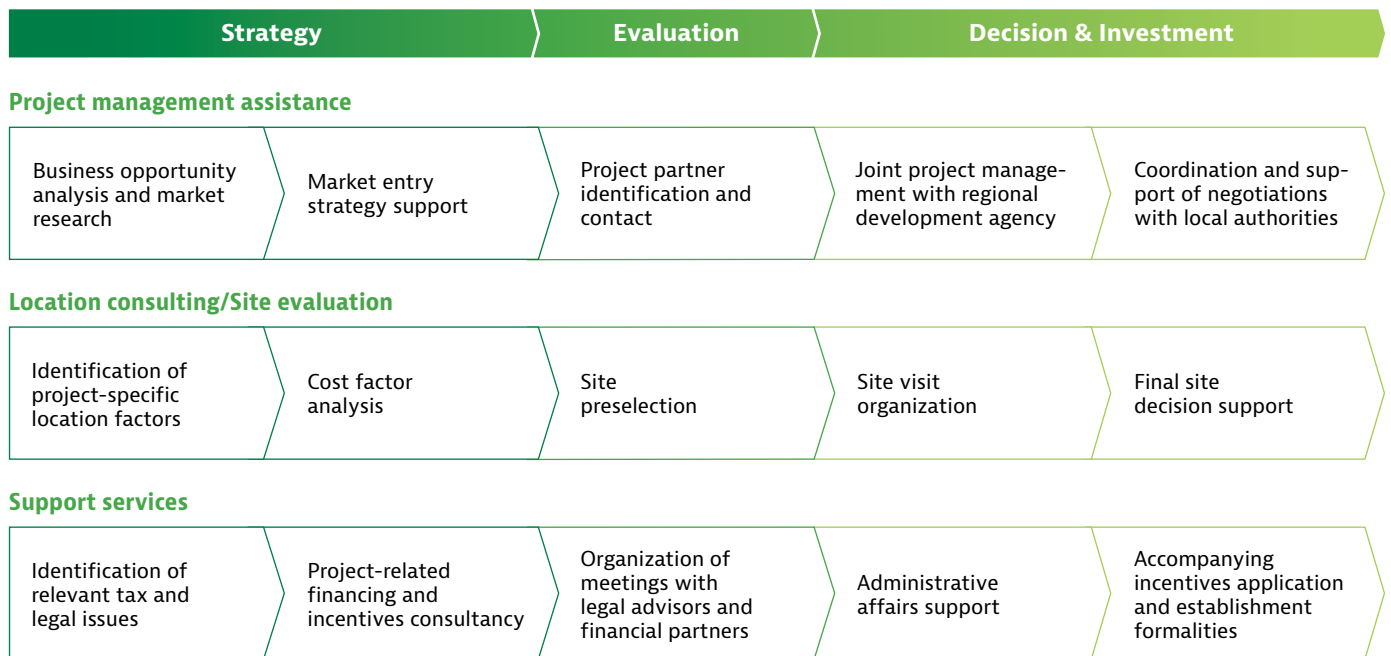 Strategy
Evaluation
Decision & Investment
Project management assistance
Business opportunity
analysis and market
research
Market entry
strategy support
Project partner
identification and
contact
Joint project manage-
ment with regional
development agency
Coordination and sup-
port of negotiations
with local authorities
Location consulting/Site evaluation
Identification of
project-specific
location factors
Cost factor
analysis
Site
preselection
Site visit
organization
Final site
decision support
Support services
Identification of
relevant tax and
legal issues
Project-related
financing and
incentives consultancy
Organization of
meetings with
legal advisors and
financial partners
Administrative
affairs support
Accompanying
incentives application
and establishment
formalities